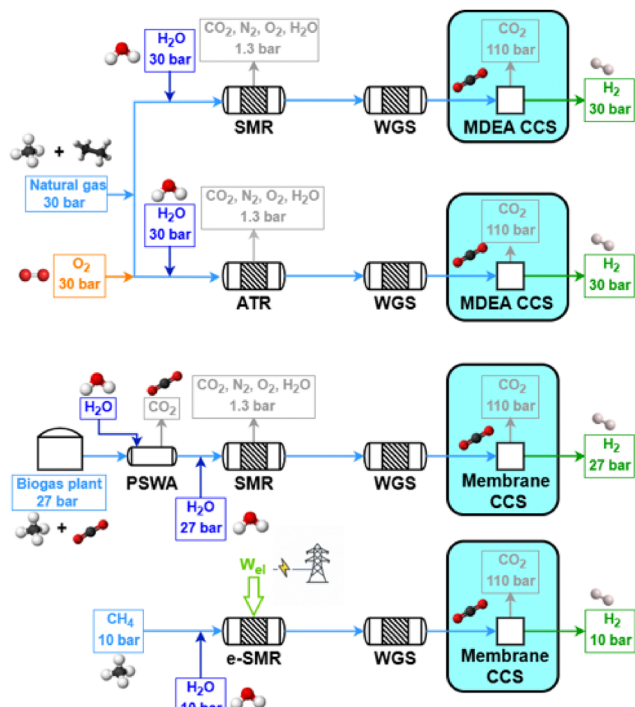 H₂O
30 bar
CO₂, N₂, O₂, H₂O
1.3 bar
CO₂
110 bar
SMR
WGS
MDEA CCS
H₂
30 bar
+
Natural gas
30 bar
H₂O
30 bar
CO₂, N₂, O₂, H₂O
1.3 bar
CO₂
110 bar
O₂
30 bar
ATR
WGS
MDEA CCS
H₂
30 bar
H₂O
CO₂
CO₂, N₂, O₂, H₂O
1.3 bar
CO₂
110 bar
Biogas plant
27 bar
+
PSWA
H₂O
27 bar
SMR
WGS
Membrane
CCS
H₂
27 bar
Wel
CO₂
110 bar
CH₄
10 bar
e-SMR
WGS
Membrane
CCS
H₂
10 bar
H₂O
10 bar